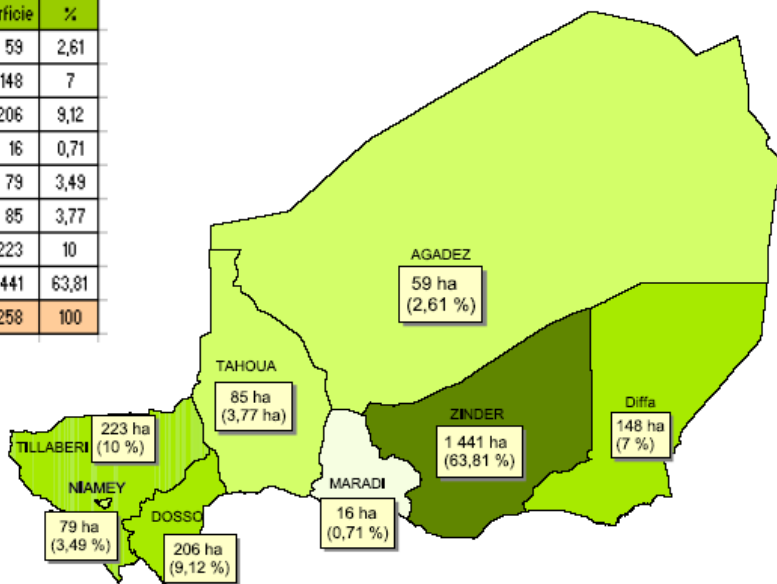 rficie %
59 2,61
148 7
206 9,12
16 0,71
79 3,49
85 3,77
223 10
441 63,81
258 100
AGADEZ
59 ha
(2,61 %)
TAHOUA
85 ha
(3,77 ha)
ZINDER
1 441 ha
(63,81 %)
Diffa
148 ha
(7 %)
TILLABERI
223 ha
(10 %)
NIAMEY
79 ha
(3,49 %)
DOSSO
206 ha
(9,12 %)
MARADI
16 ha
(0,71 %)